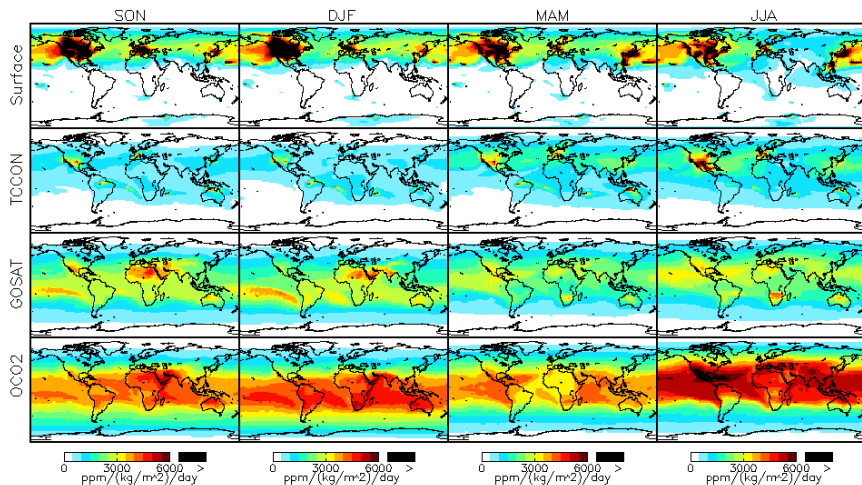 SON DJF MAM JJA
Surface
TCCON
GOSAT
OCO2
0 3000 6000 > 0 3000 6000 > 0 3000 6000 > 0 3000 6000 >
ppm/(kg/m^2)/day ppm/(kg/m^2)/day ppm/(kg/m^2)/day ppm/(kg/m^2)/day